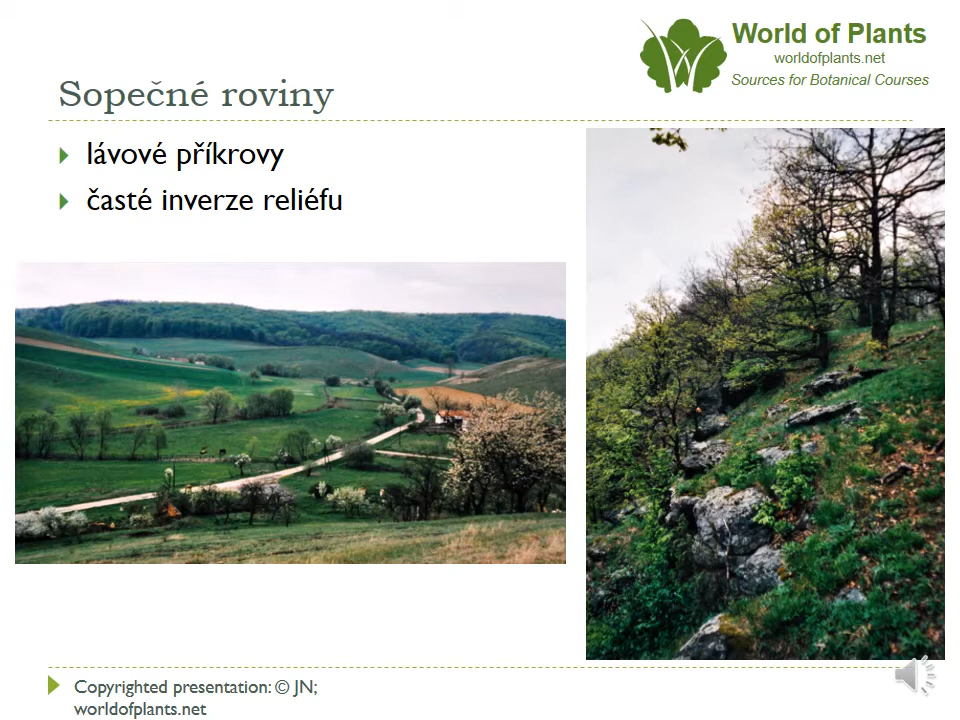 World of Plants
worldofplants.net
Sources for Botanical Courses
Sopečné roviny
lávové příkrovy
časté inverze reliéfu
Copyrighted presentation: © JN;
worldofplants.net